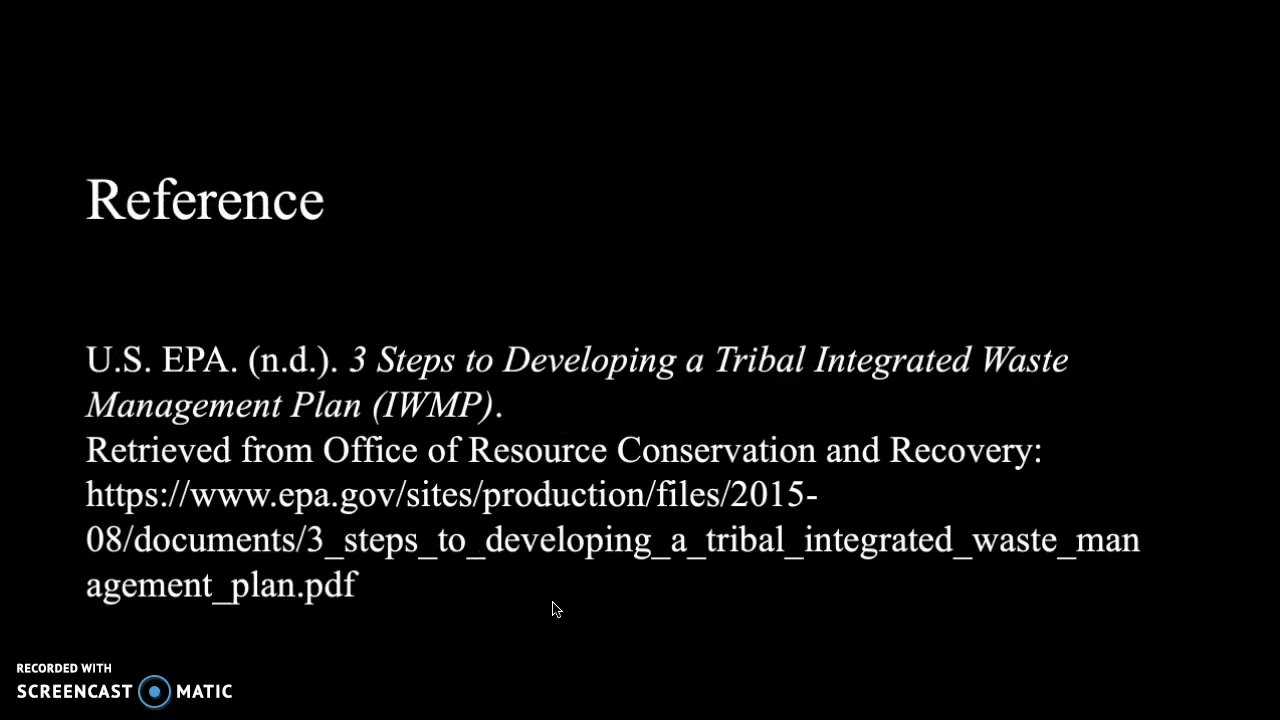 Reference
U.S. EPA. (n.d.). 3 Steps to Developing a Tribal Integrated Waste
Management Plan (IWMP).
Retrieved from Office of Resource Conservation and Recovery:
https://www.epa.gov/sites/production/files/2015-
08/documents/3_steps_to_developing_a_tribal_integrated_waste_man
agement_plan.pdf
RECORDED WITH
SCREENCAST MATIC